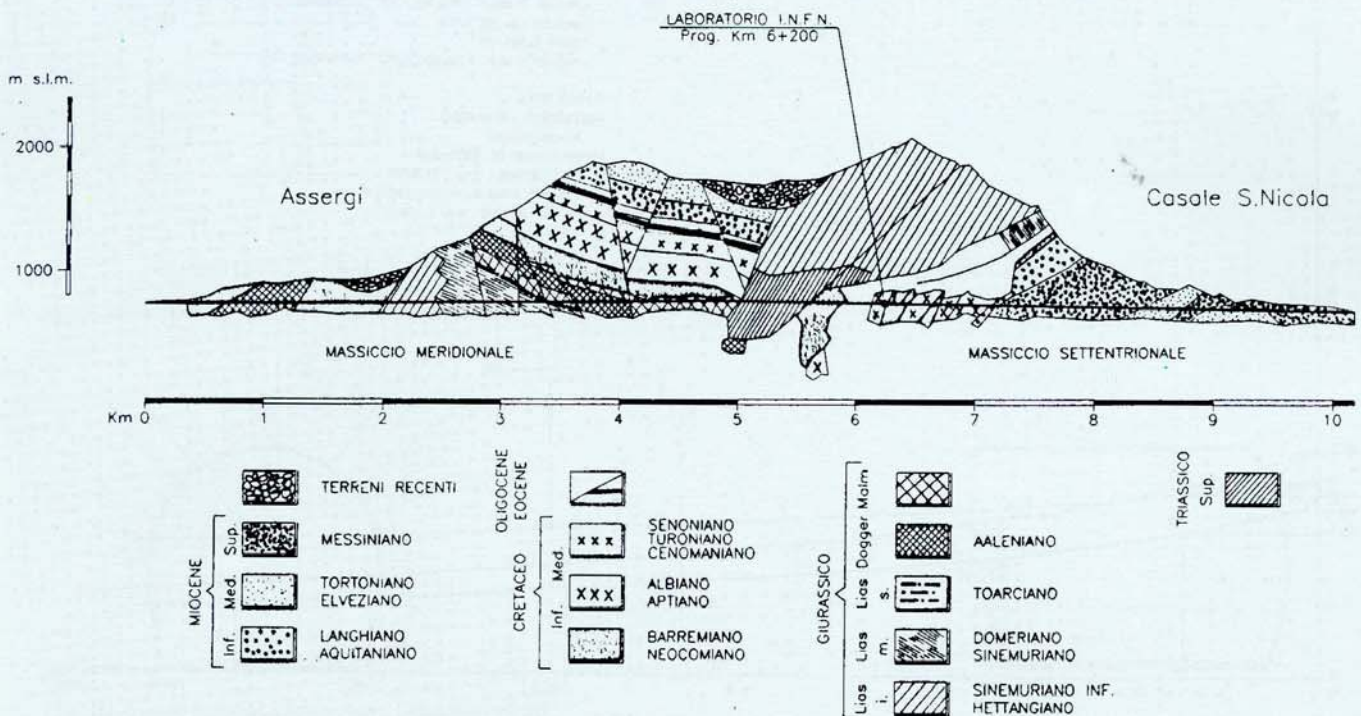 LABORATORIO I.N.F.N.
Prog. Km 6+200
m s.l.m.
2000
1000
Assergi
Casale S.Nicola
MASSICCIO MERIDIONALE
MASSICCIO SETTENTRIONALE
Km 0 1 2 3 4 5 6 7 8 9 10
MIOCENE
TERRENI RECENTI
Sup.
MESSINIANO
Med.
TORTONIANO
ELVEZIANO
Inf.
LANGHIANO
AQUITANIANO
OLIGOCENE
EOCENE
CRETACEO
Med.
SENONIANO
TURONIANO
CENOMANIANO
Inf.
ALBIANO
APTIANO
BARREMIANO
NEOCOMIANO
GIURASSICO
Malm
Dogger
AALENIANO
Lias s.
TOARCIANO
Lias m.
DOMERIANO
SINEMURIANO
Lias i.
SINEMURIANO INF.
HETTANGIANO
TRIASSICO
Sup.